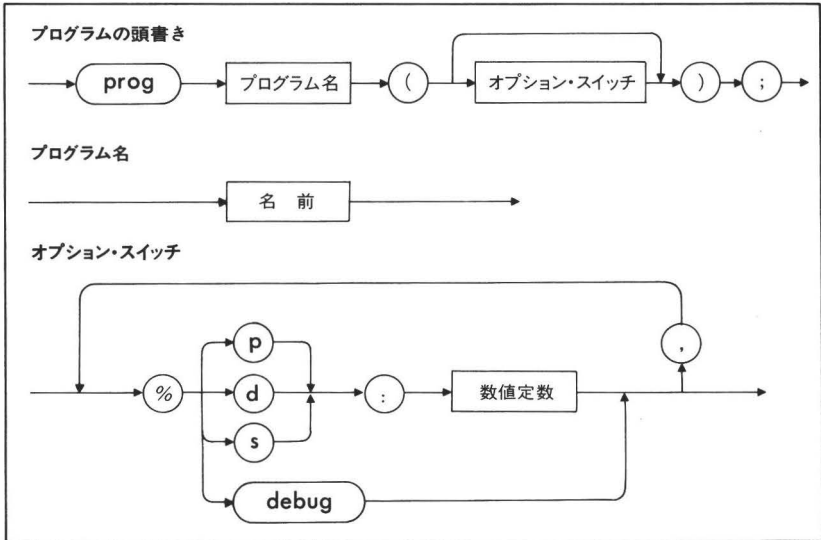 プログラムの頭書き
prog プログラム名 ( オプション・スイッチ ) ;
プログラム名
名 前
オプション・スイッチ
p
,
% d : 数値定数
s
debug